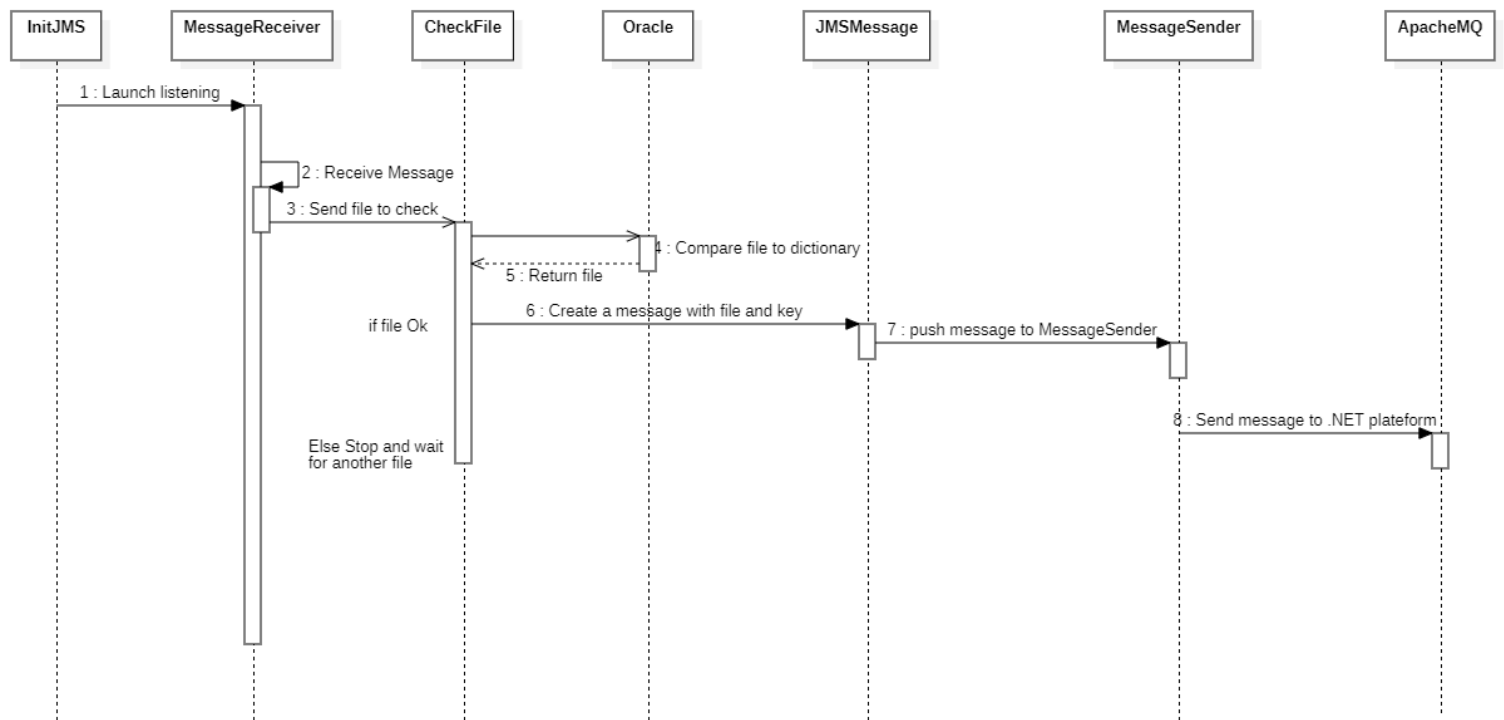 InitJMS
MessageReceiver
CheckFile
Oracle
JMSMessage
MessageSender
ApacheMQ
1 : Launch listening
2 : Receive Message
3 : Send file to check
4 : Compare file to dictionary
5 : Return file
6 : Create a message with file and key
if file Ok
7 : push message to MessageSender
8 : Send message to .NET plateform
Else Stop and wait
for another file